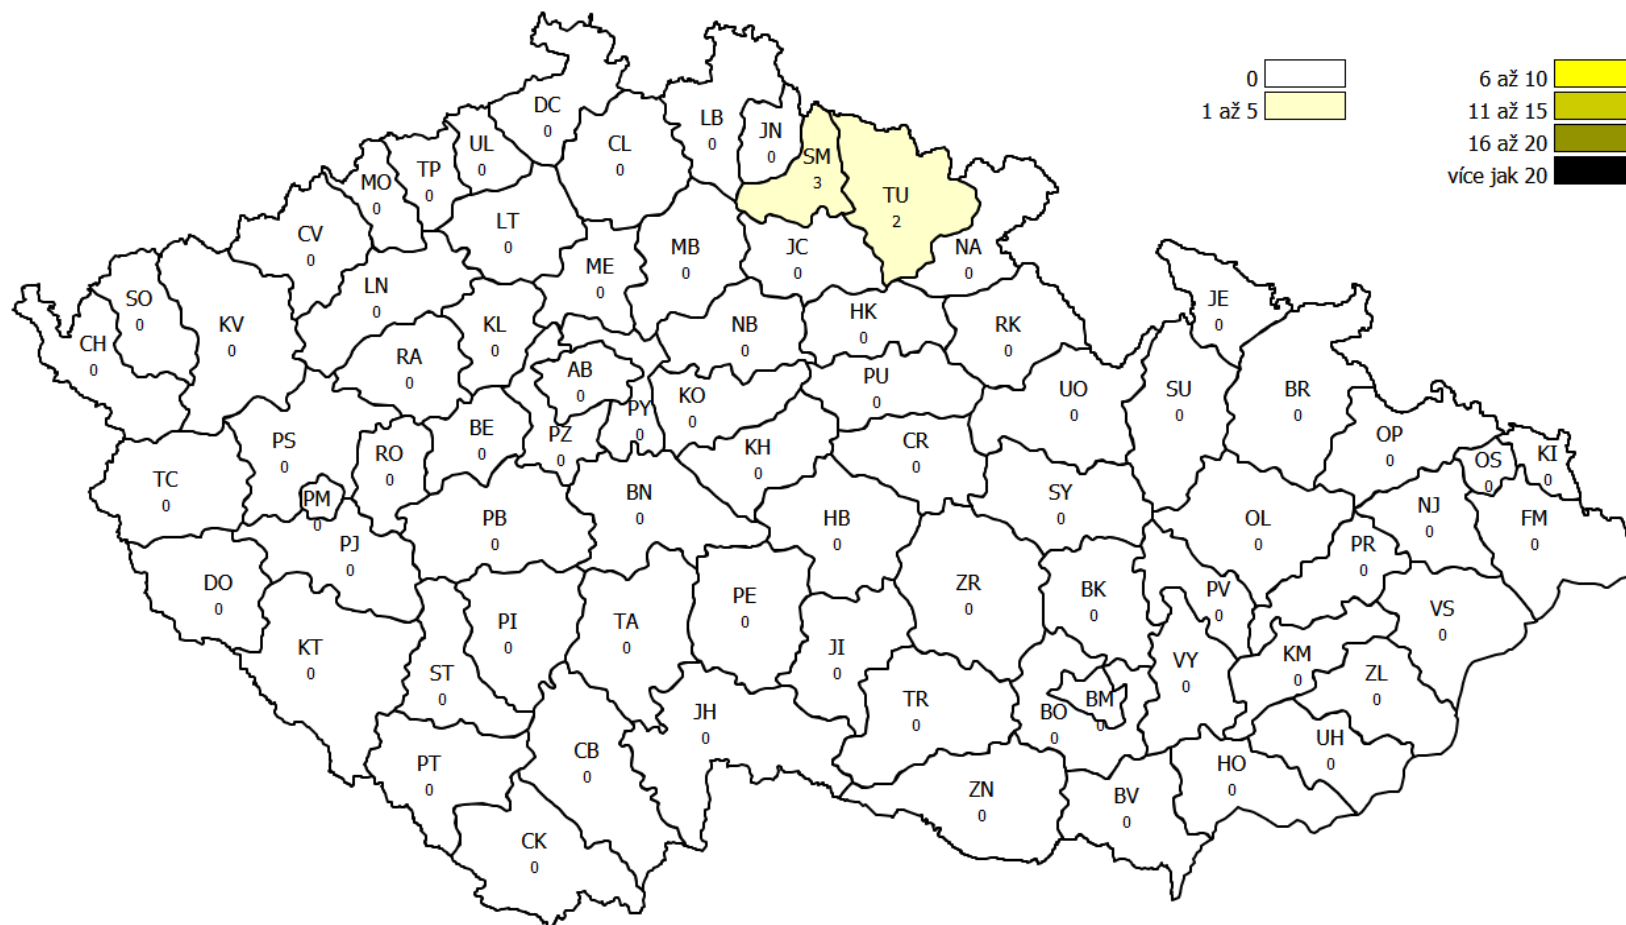 0
6 až 10
1 až 5
11 až 15
16 až 20
více jak 20
DC
0
LB
0
JN
0
UL
0
CL
0
SM
3
TP
0
MO
0
TU
2
LT
0
CV
0
MB
0
JC
0
NA
0
ME
0
LN
0
SO
0
JE
0
KV
0
KL
0
NB
0
HK
0
RK
0
CH
0
RA
0
AB
0
PU
0
UO
0
SU
0
BR
0
KO
0
PY
0
BE
0
PZ
0
PS
0
RO
0
KH
0
CR
0
OP
0
OS
0
KI
0
TC
0
PM
0
BN
0
SY
0
PB
0
HB
0
OL
0
NJ
0
FM
0
PJ
0
PR
0
DO
0
ZR
0
BK
0
PV
0
PE
0
VS
0
PI
0
TA
0
KT
0
JI
0
KM
0
VY
0
ST
0
ZL
0
TR
0
BM
0
BO
0
JH
0
UH
0
CB
0
PT
0
HO
0
ZN
0
BV
0
CK
0